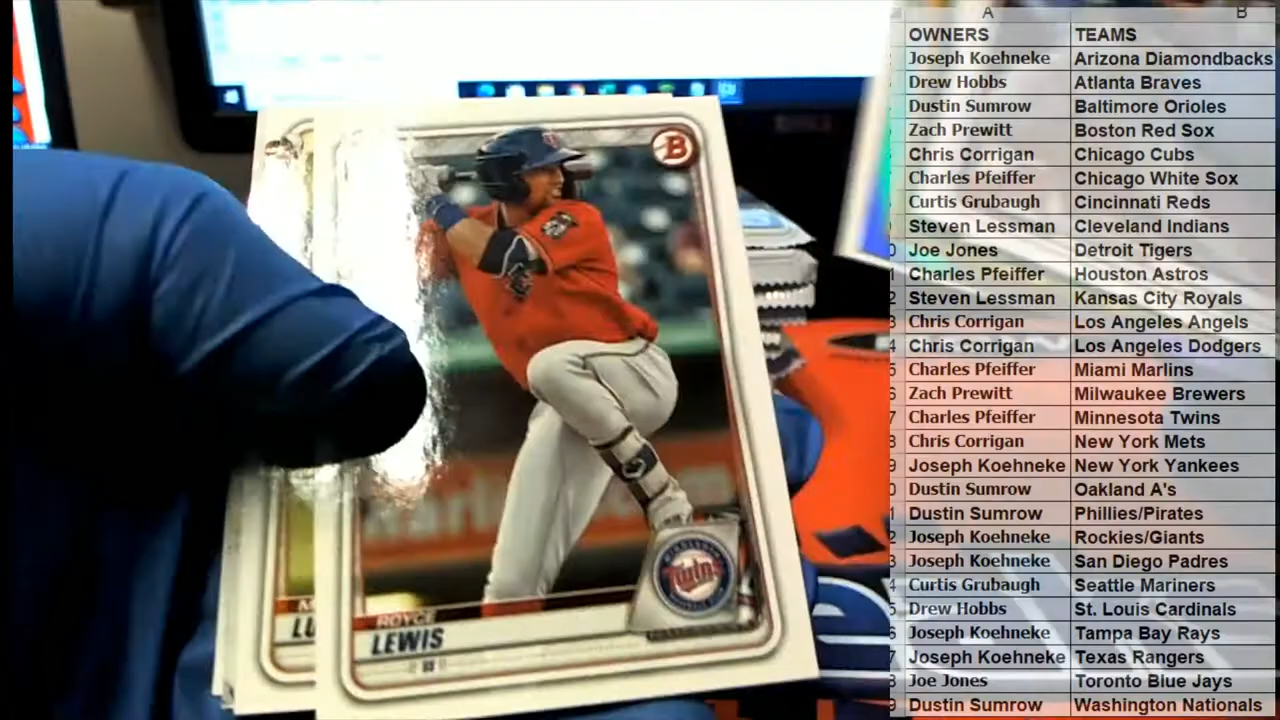 A B
OWNERS TEAMS
Joseph Koehneke Arizona Diamondbacks
Drew Hobbs Atlanta Braves
Dustin Sumrow Baltimore Orioles
Zach Prewitt Boston Red Sox
Chris Corrigan Chicago Cubs
Charles Pfeiffer Chicago White Sox
Curtis Grubaugh Cincinnati Reds
Steven Lessman Cleveland Indians
Joe Jones Detroit Tigers
Charles Pfeiffer Houston Astros
Steven Lessman Kansas City Royals
Chris Corrigan Los Angeles Angels
Chris Corrigan Los Angeles Dodgers
Charles Pfeiffer Miami Marlins
Zach Prewitt Milwaukee Brewers
Charles Pfeiffer Minnesota Twins
Chris Corrigan New York Mets
Joseph Koehneke New York Yankees
Dustin Sumrow Oakland A's
Dustin Sumrow Phillies/Pirates
Joseph Koehneke Rockies/Giants
Joseph Koehneke San Diego Padres
Curtis Grubaugh Seattle Mariners
Drew Hobbs St. Louis Cardinals
Joseph Koehneke Tampa Bay Rays
Joseph Koehneke Texas Rangers
Joe Jones Toronto Blue Jays
Dustin Sumrow Washington Nationals
B
Twins
ROYCE
LEWIS
LU